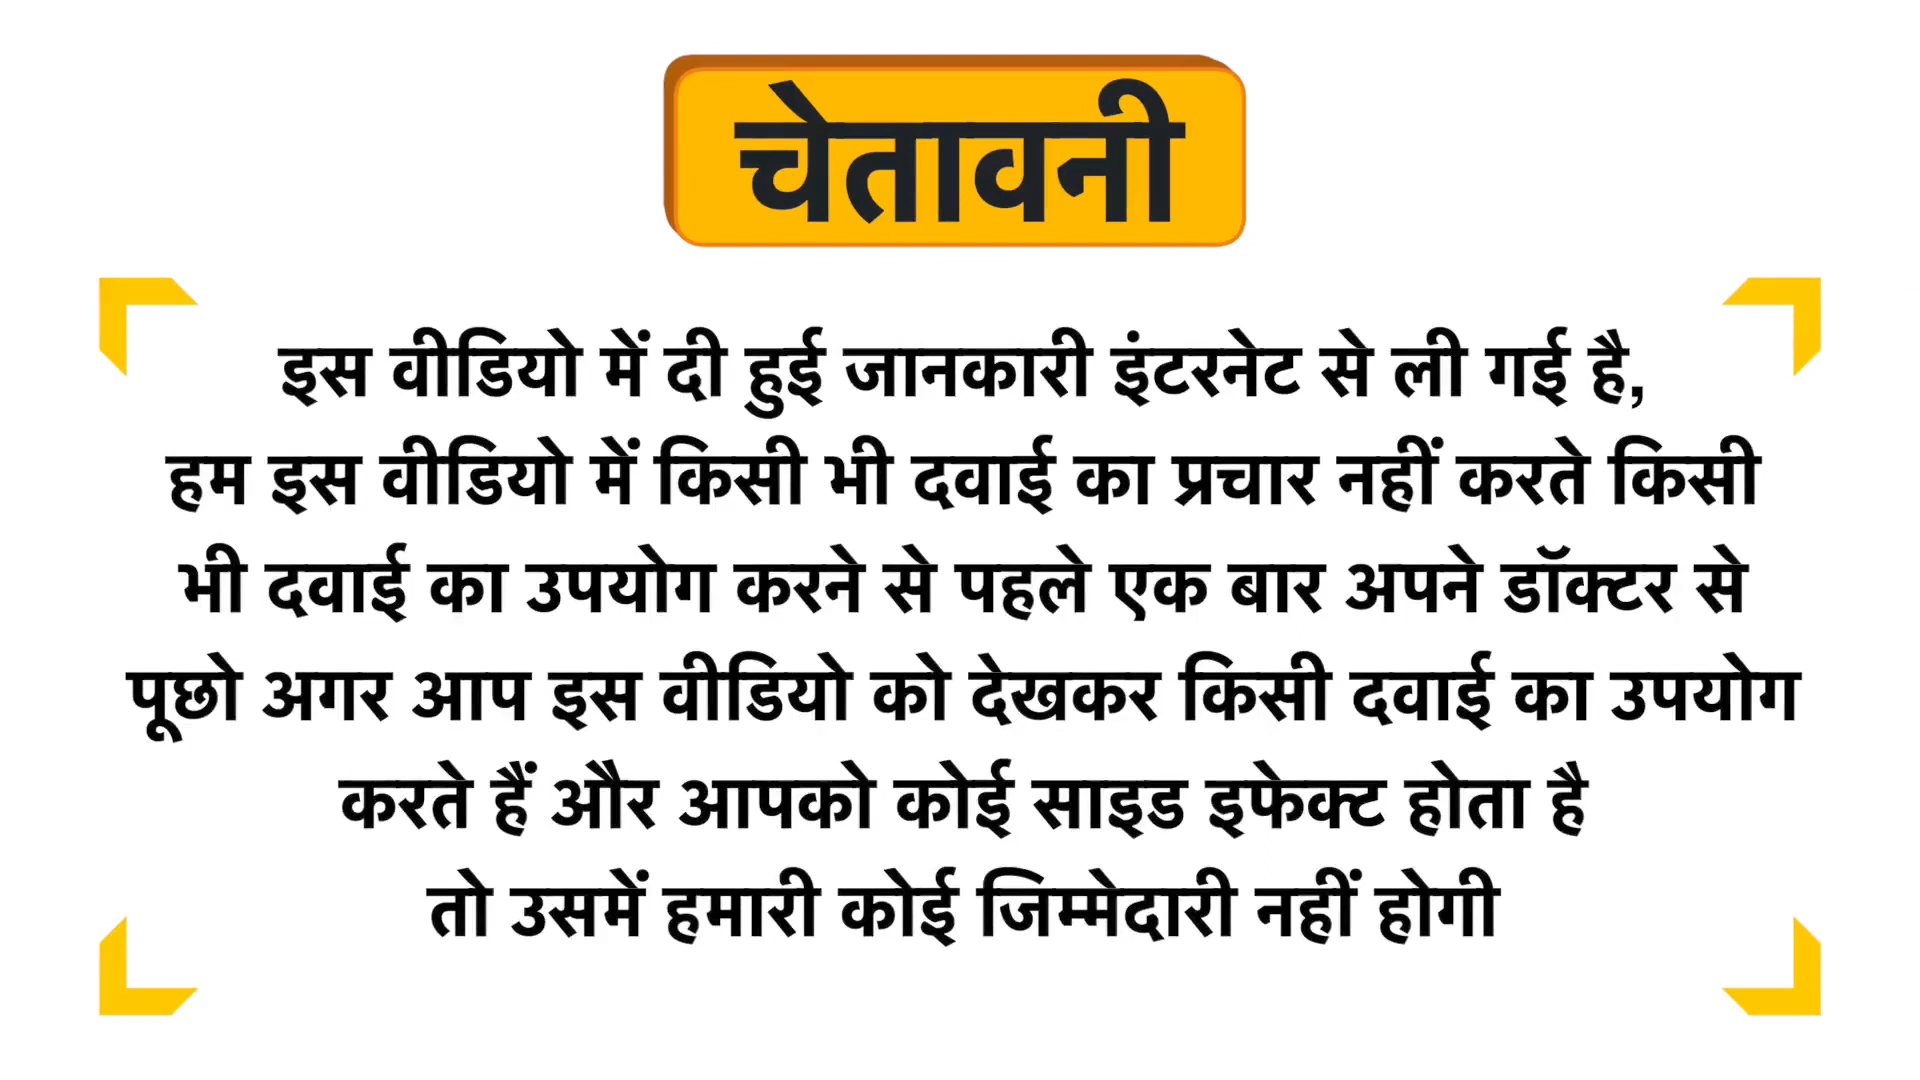 चेतावनी
इस वीडियो में दी हुई जानकारी इंटरनेट से ली गई है,
हम इस वीडियो में किसी भी दवाई का प्रचार नहीं करते किसी
भी दवाई का उपयोग करने से पहले एक बार अपने डॉक्टर से
पूछो अगर आप इस वीडियो को देखकर किसी दवाई का उपयोग
करते हैं और आपको कोई साइड इफेक्ट होता है
तो उसमें हमारी कोई जिम्मेदारी नहीं होगी